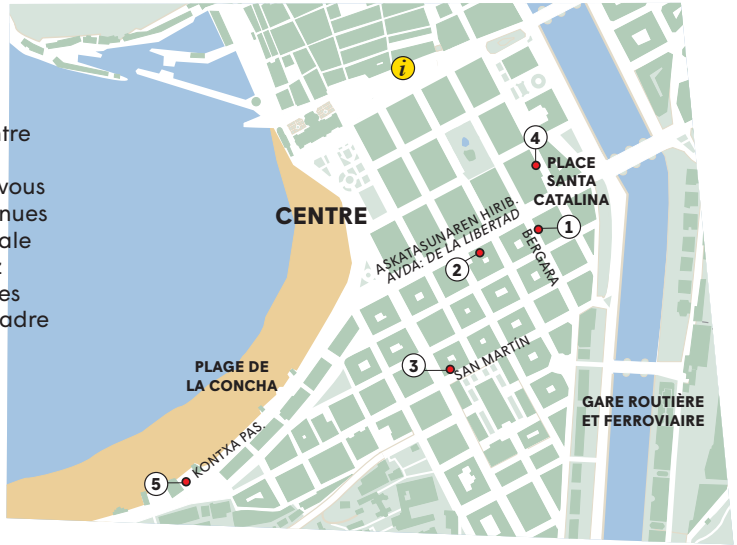 i
ntre
vous
nues
ale
z
es
adre
CENTRE
4
PLACE
SANTA
CATALINA
1
BERGARA
ASKATASUNAREN HIRIB.
AVDA: DE LA LIBERTAD
2
3
SAN MARTÍN
PLAGE DE
LA CONCHA
GARE ROUTIÈRE
ET FERROVIAIRE
KONTXA PAS.
5